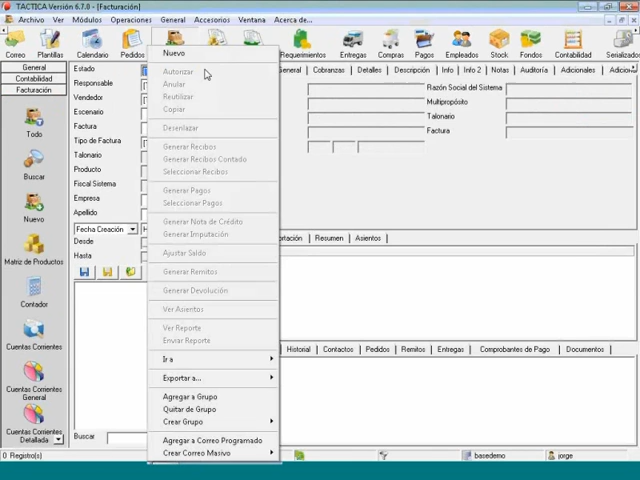 TACTICA Versión 6.7.0 - [Facturación]
Archivo Ver Módulos Operaciones General Accesorios Ventana Acerca de...
Correo Plantillas Calendario Pedidos Requerimientos Entregas Compras Pagos Empleados Stock Fondos Adicional Serializado
General
Contabilidad
Facturación
Todo
Buscar
Nuevo
Matriz de Productos
Contador
Cuentas Corrientes
Cuentas Corrientes
General
Cuentas Corrientes
Detallada
Estado
Responsable
Vendedor
Escenario
Factura
Tipo de Factura
Talonario
Producto
Fiscal Sistema
Empresa
Apellido
Fecha Creación
Desde
Hasta
Buscar
Nuevo
Autorizar
Anular
Reutilizar
Copiar
Desenlazar
Generar Recibos
Generar Recibos Contado
Seleccionar Recibos
Generar Pagos
Seleccionar Pagos
Generar Nota de Crédito
Generar Imputación
Ajustar Saldo
Generar Remitos
Generar Devolución
Ver Asientos
Ver Reporte
Enviar Reporte
Ir a
Exportar a...
Agregar a Grupo
Quitar de Grupo
Crear Grupo
Agregar a Correo Programado
Crear Correo Masivo
General Cobranzas Detalles Descripción Info 1 Info 2 Notas Auditoría Adicionales Adicional
Razón Social del Sistema
Multipropósito
Talonario
Factura
Resumen Asientos
Historial Contactos Pedidos Remitos Entregas Comprobantes de Pago Documentos
0 Registro(s)
basedemo
jorge